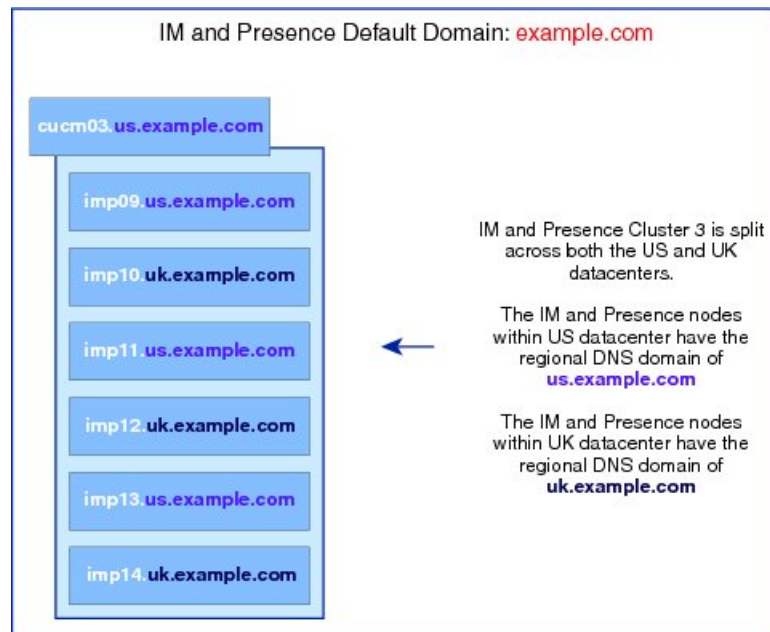 IM and Presence Default Domain: example.com
cucm03.us.example.com
imp09.us.example.com
imp10.uk.example.com
imp11.us.example.com
imp12.uk.example.com
imp13.us.example.com
imp14.uk.example.com
IM and Presence Cluster 3 is split
across both the US and UK
datacenters.
The IM and Presence nodes
within US datacenter have the
regional DNS domain of
us.example.com
The IM and Presence nodes
within UK datacenter have the
regional DNS domain of
uk.example.com